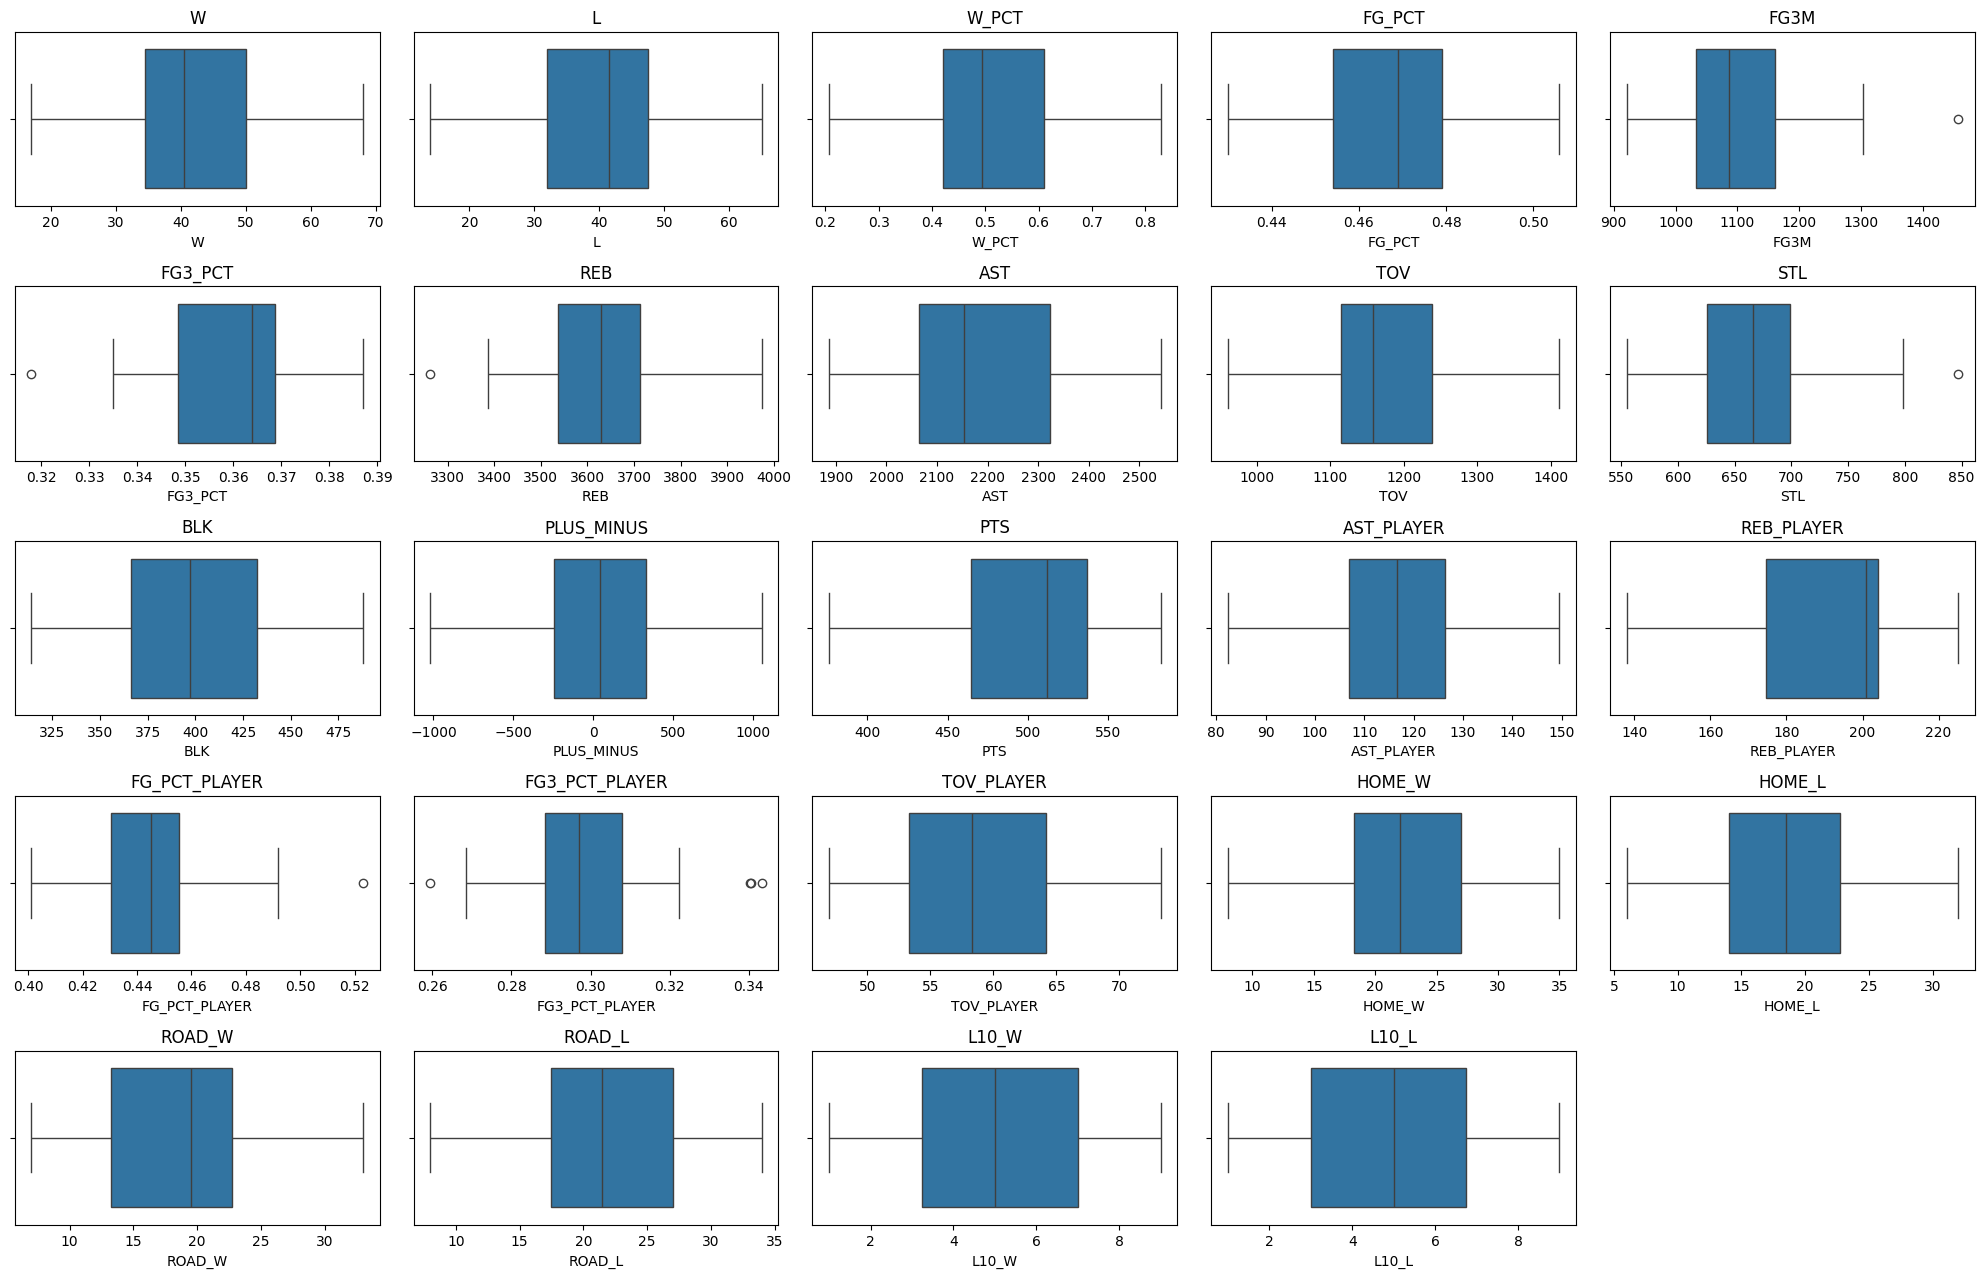 W L W_PCT FG_PCT FG3M
20 30 40 50 60 70 20 30 40 50 60 0.2 0.3 0.4 0.5 0.6 0.7 0.8 0.44 0.46 0.48 0.50 900 1000 1100 1200 1300 1400
W L W_PCT FG_PCT FG3M
FG3_PCT REB AST TOV STL
0.32 0.33 0.34 0.35 0.36 0.37 0.38 0.39 3300 3400 3500 3600 3700 3800 3900 4000 1900 2000 2100 2200 2300 2400 2500 1000 1100 1200 1300 1400 550 600 650 700 750 800 850
FG3_PCT REB AST TOV STL
BLK PLUS_MINUS PTS AST_PLAYER REB_PLAYER
325 350 375 400 425 450 475 −1000 −500 0 500 1000 400 450 500 550 80 90 100 110 120 130 140 150 140 160 180 200 220
BLK PLUS_MINUS PTS AST_PLAYER REB_PLAYER
FG_PCT_PLAYER FG3_PCT_PLAYER TOV_PLAYER HOME_W HOME_L
0.40 0.42 0.44 0.46 0.48 0.50 0.52 0.26 0.28 0.30 0.32 0.34 50 55 60 65 70 10 15 20 25 30 35 5 10 15 20 25 30
FG_PCT_PLAYER FG3_PCT_PLAYER TOV_PLAYER HOME_W HOME_L
ROAD_W ROAD_L L10_W L10_L
10 15 20 25 30 10 15 20 25 30 35 2 4 6 8 2 4 6 8
ROAD_W ROAD_L L10_W L10_L